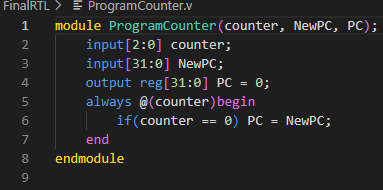 FinalRTL > ProgramCounter.v
1 module ProgramCounter(counter, NewPC, PC);
2 input[2:0] counter;
3 input[31:0] NewPC;
4 output reg[31:0] PC = 0;
5 always @(counter)begin
6 if(counter == 0) PC = NewPC;
7 end
8 endmodule
9